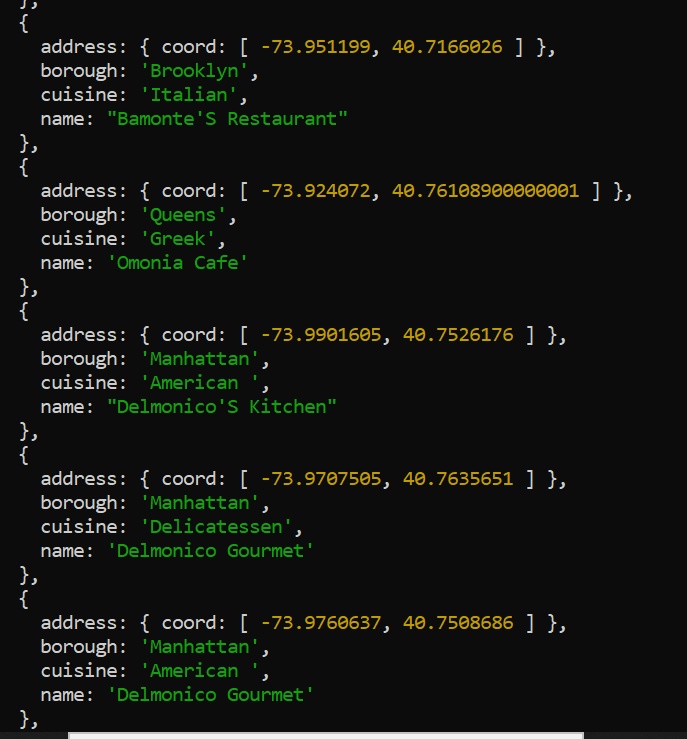 },
{
address: { coord: [ -73.951199, 40.7166026 ] },
borough: 'Brooklyn',
cuisine: 'Italian',
name: "Bamonte'S Restaurant"
},
{
address: { coord: [ -73.924072, 40.76108900000001 ] },
borough: 'Queens',
cuisine: 'Greek',
name: 'Omonia Cafe'
},
{
address: { coord: [ -73.9901605, 40.7526176 ] },
borough: 'Manhattan',
cuisine: 'American ',
name: "Delmonico'S Kitchen"
},
{
address: { coord: [ -73.9707505, 40.7635651 ] },
borough: 'Manhattan',
cuisine: 'Delicatessen',
name: 'Delmonico Gourmet'
},
{
address: { coord: [ -73.9760637, 40.7508686 ] },
borough: 'Manhattan',
cuisine: 'American ',
name: 'Delmonico Gourmet'
},